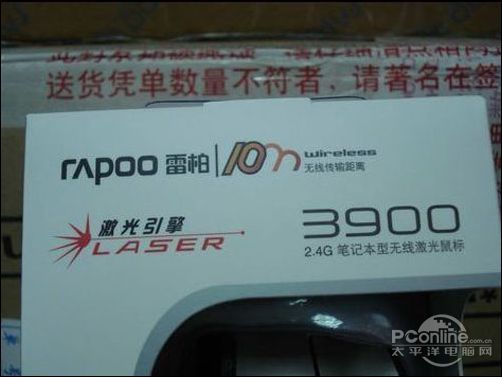 送货凭单数量不符者，请著名在签
rapoo 雷柏 10m wireless
无线传输距离
激光引擎
LASER
3900
2.4G 笔记本型无线激光鼠标
PConline.com.cn
太平洋电脑网